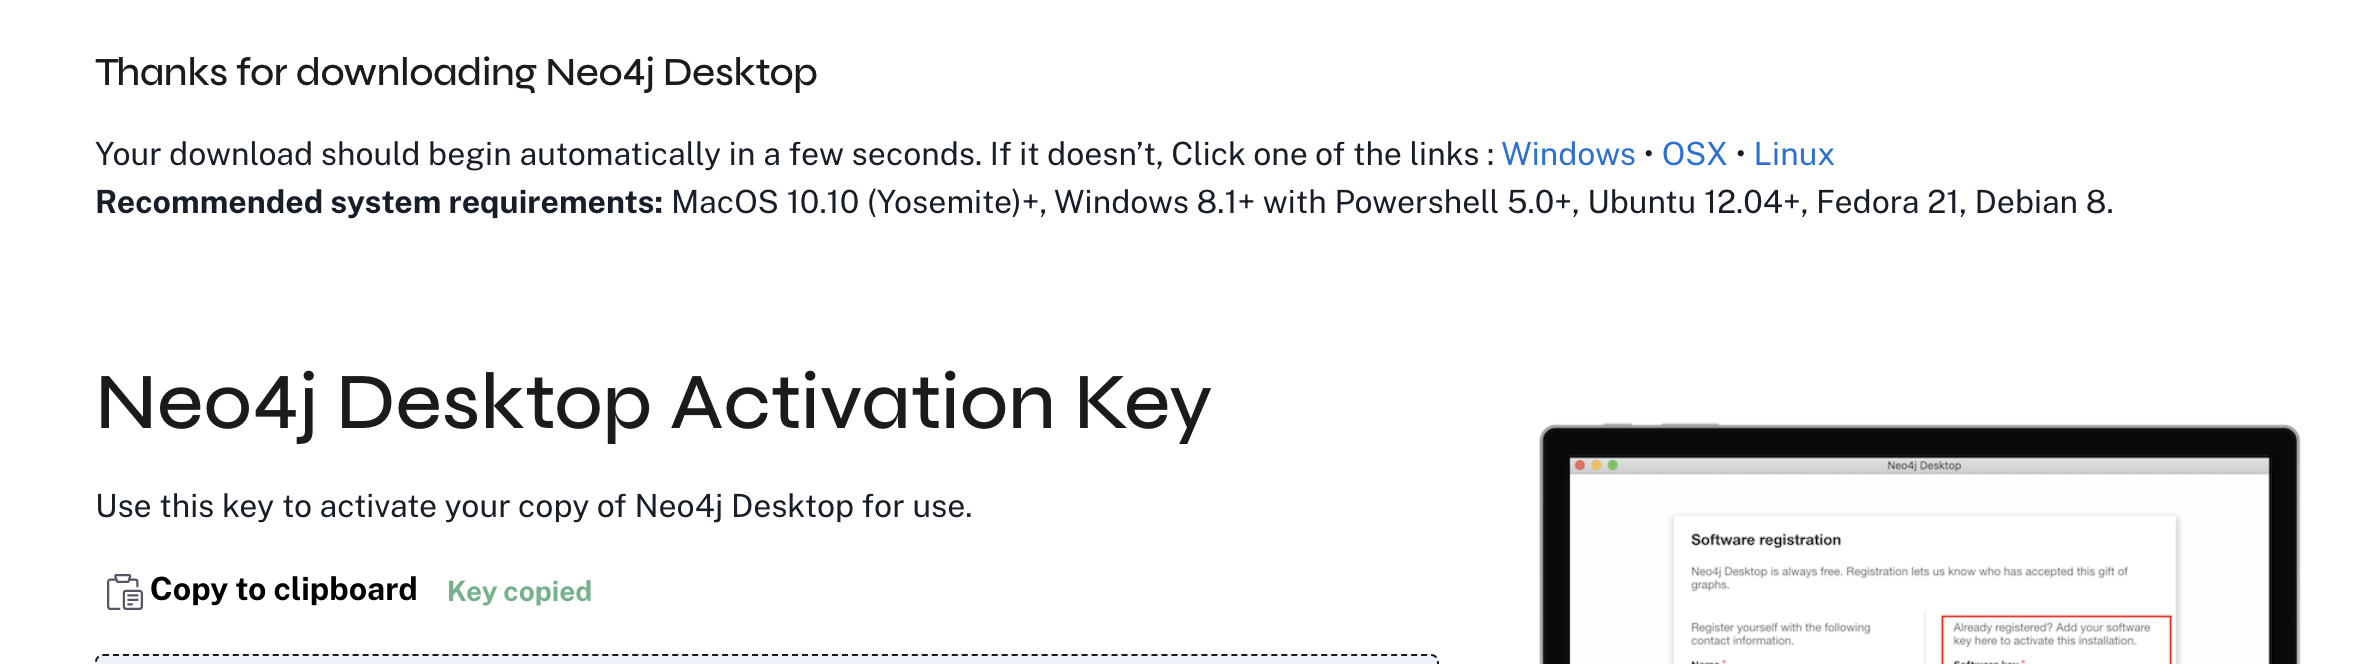 Thanks for downloading Neo4j Desktop
Your download should begin automatically in a few seconds. If it doesn’t, Click one of the links : Windows • OSX • Linux
Recommended system requirements: MacOS 10.10 (Yosemite)+, Windows 8.1+ with Powershell 5.0+, Ubuntu 12.04+, Fedora 21, Debian 8.
Neo4j Desktop Activation Key
Use this key to activate your copy of Neo4j Desktop for use.
Copy to clipboard Key copied
Neo4j Desktop
Software registration
Neo4j Desktop is always free. Registration lets us know who has accepted this gift of
graphs.
Register yourself with the following
contact information.
Already registered? Add your software
key here to activate this installation.
Name *
Software key *